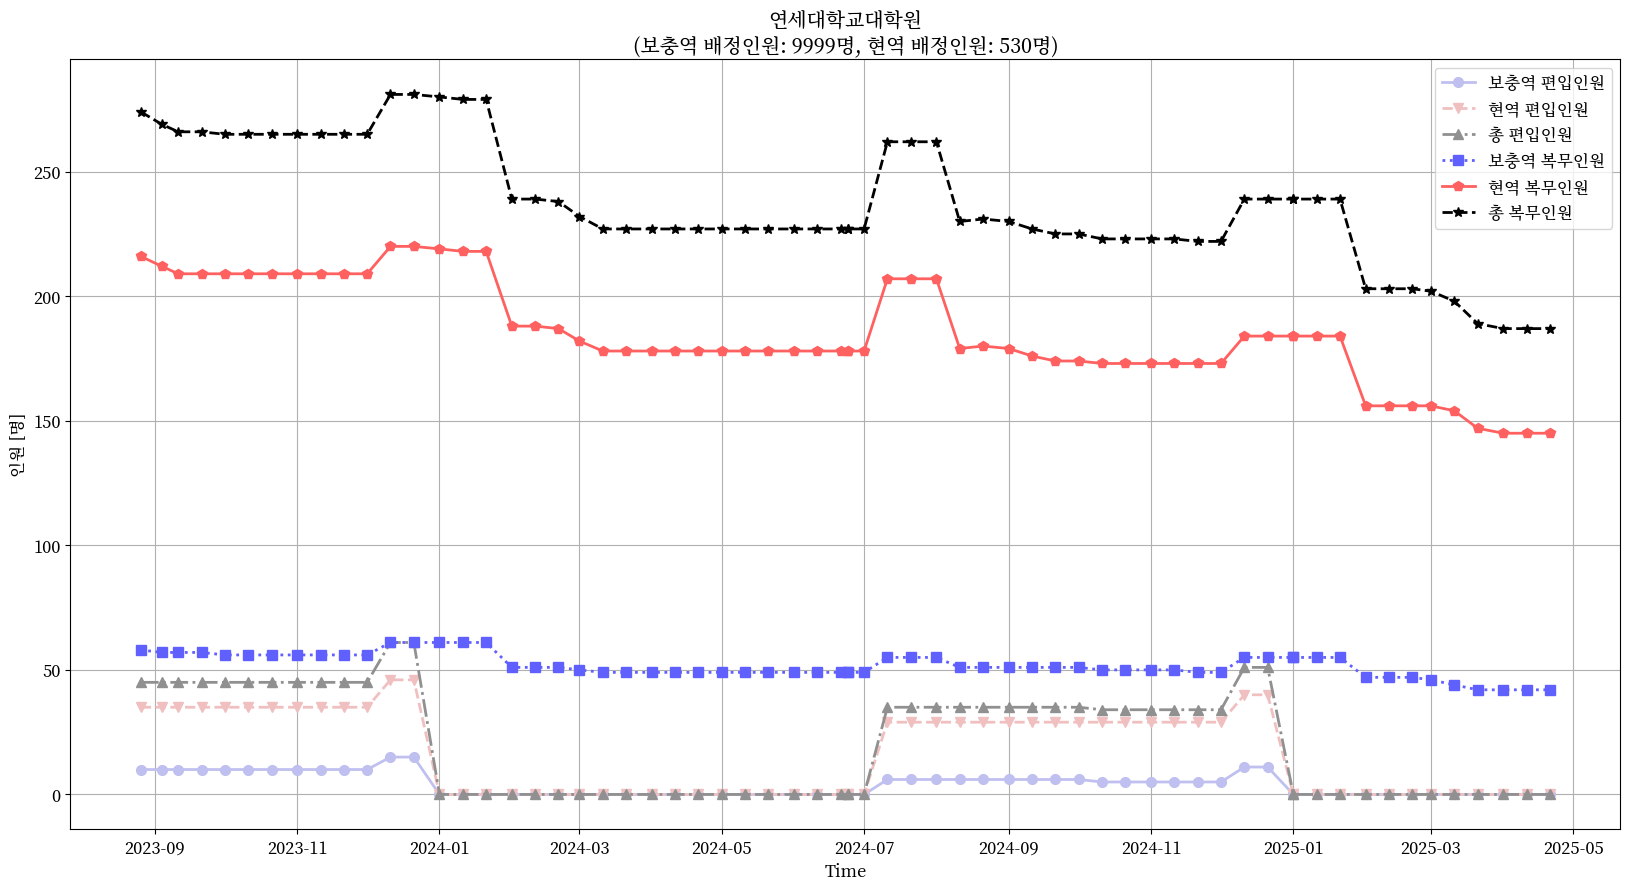 연세대학교대학원
(보충역 배정인원: 9999명, 현역 배정인원: 530명)
보충역 편입인원
현역 편입인원
총 편입인원
보충역 복무인원
현역 복무인원
총 복무인원
인원 [명]
250
200
150
100
50
0
2023-09
2023-11
2024-01
2024-03
2024-05
2024-07
2024-09
2024-11
2025-01
2025-03
2025-05
Time